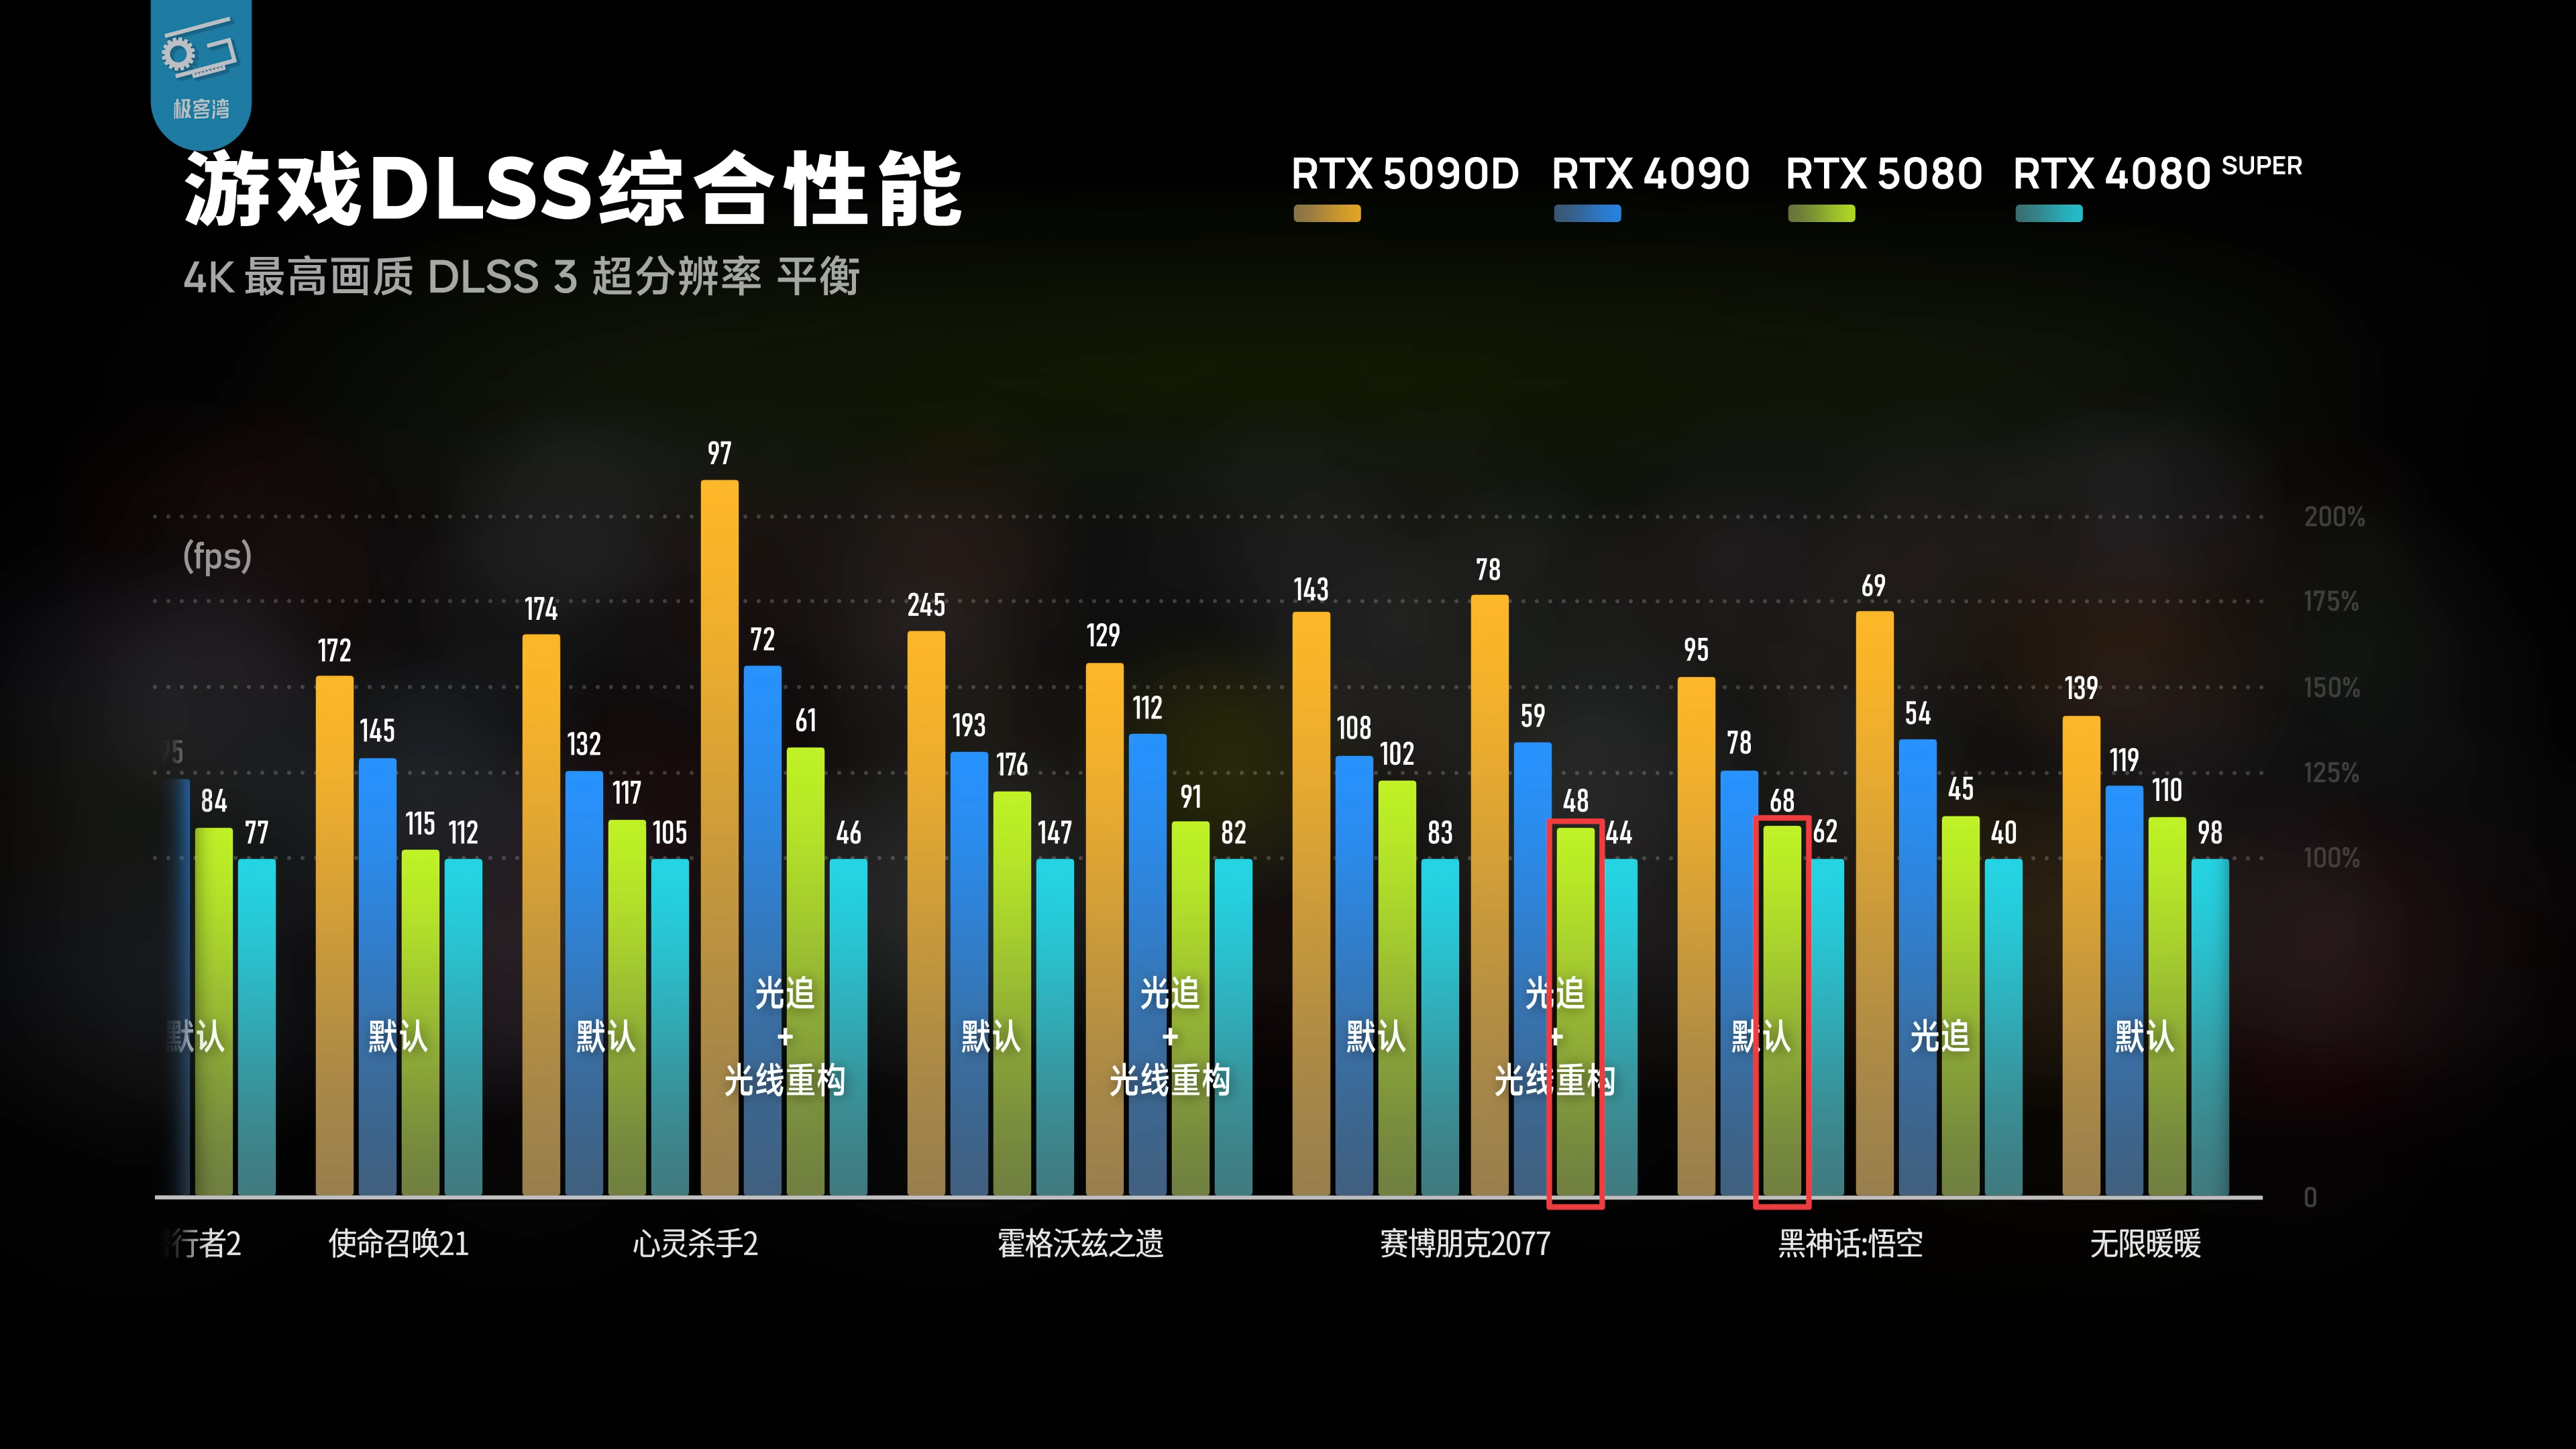 极客湾
游戏DLSS综合性能
4K 最高画质 DLSS 3 超分辨率 平衡
RTX 5090D RTX 4090 RTX 5080 RTX 4080 SUPER
(fps)
200%
175%
150%
125%
100%
0
95 84 77
172 145 115 112
174 132 117 105
97 72 61 46
245 193 176 147
129 112 91 82
143 108 102 83
78 59 48 44
95 78 68 62
69 54 45 40
139 119 110 98
默认
默认
默认
光追
+
光线重构
默认
光追
+
光线重构
默认
光追
+
光线重构
默认
光追
默认
行者2
使命召唤21
心灵杀手2
霍格沃兹之遗
赛博朋克2077
黑神话:悟空
无限暖暖